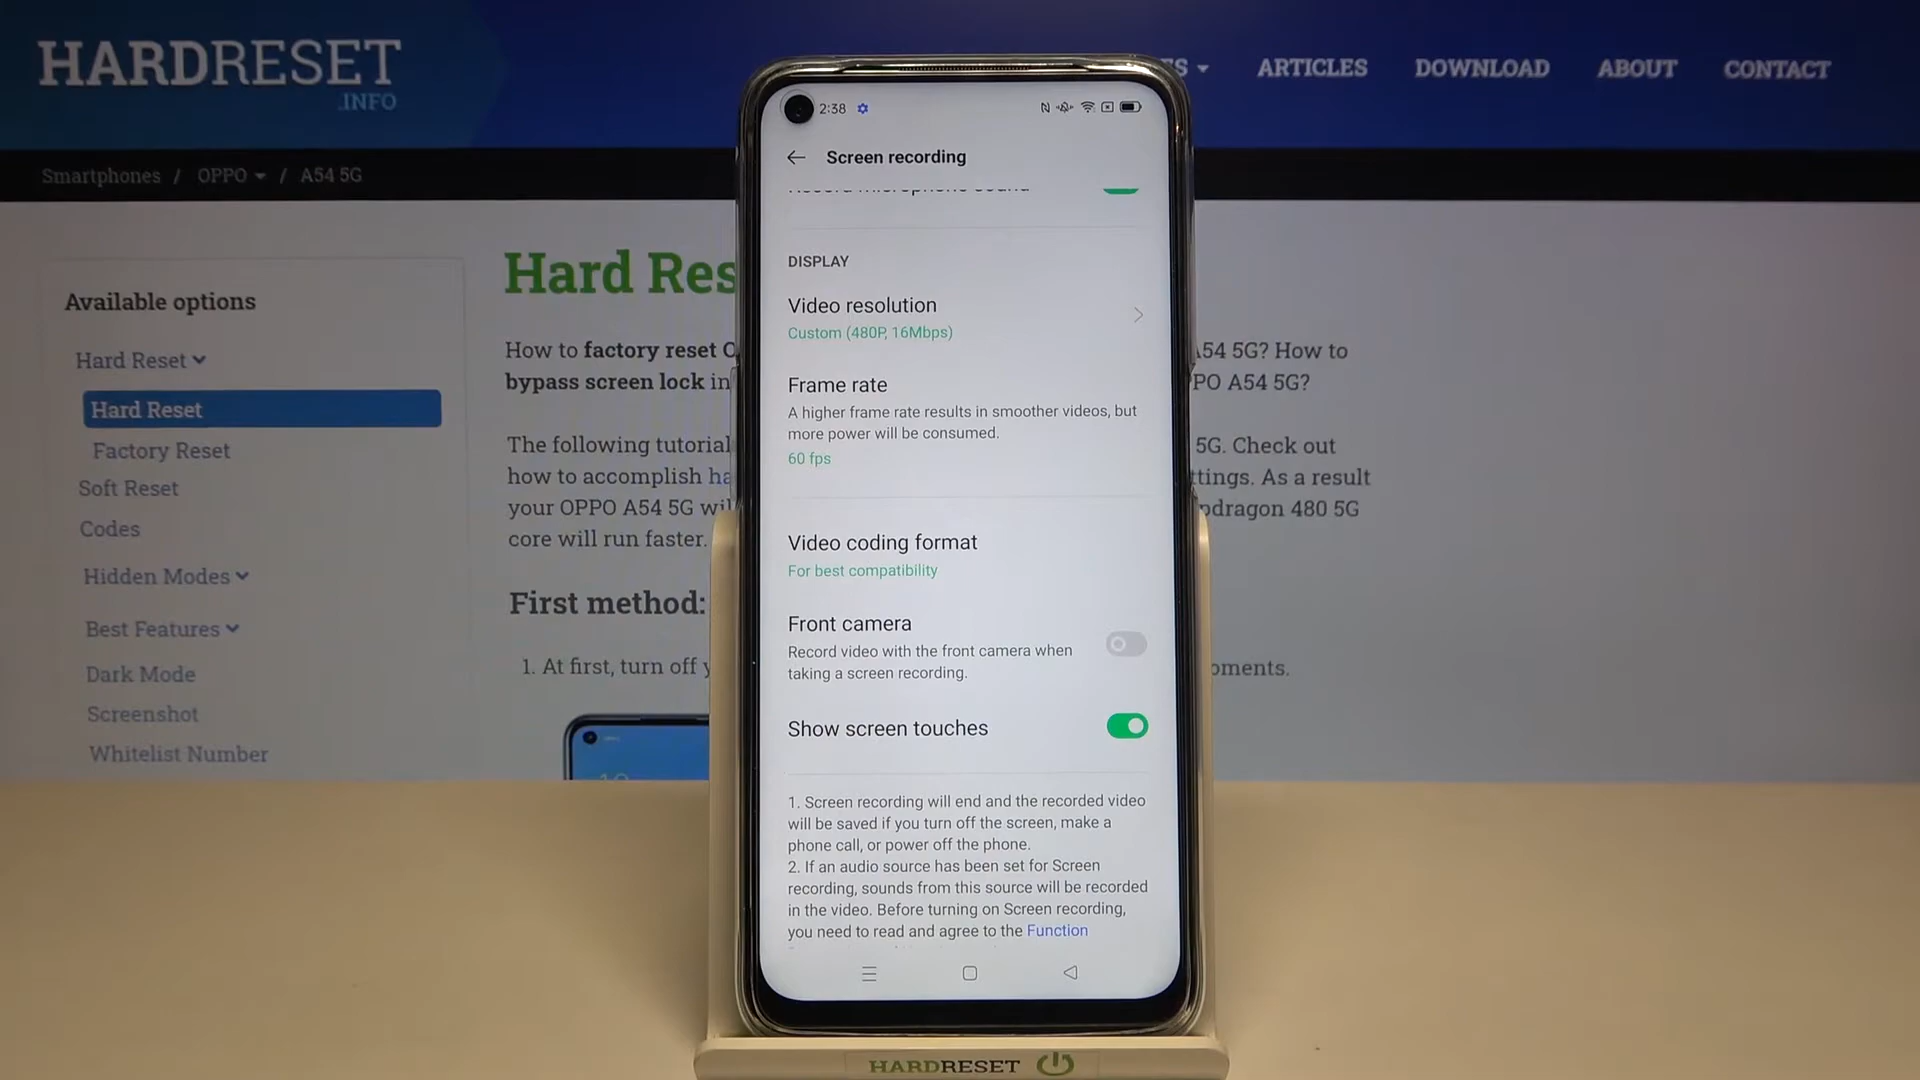 HARDRESET
.INFO
ES
ARTICLES
DOWNLOAD
ABOUT
CONTACT
Smartphones / OPPO / A54 5G
Available options
Hard Reset
Hard Reset
Factory Reset
Soft Reset
Codes
Hidden Modes
Best Features
Dark Mode
Screenshot
Whitelist Number
Hard Res
How to factory reset O
A54 5G? How to
bypass screen lock in
PPO A54 5G?
The following tutorial
5G. Check out
how to accomplish ha
ttings. As a result
your OPPO A54 5G wil
pdragon 480 5G
core will run faster.
First method:
1. At first, turn off y
oments.
2:38
Screen recording
Record microphone sound
DISPLAY
Video resolution
Custom (480P, 16Mbps)
Frame rate
A higher frame rate results in smoother videos, but
more power will be consumed.
60 fps
Video coding format
For best compatibility
Front camera
Record video with the front camera when
taking a screen recording.
Show screen touches
1. Screen recording will end and the recorded video
will be saved if you turn off the screen, make a
phone call, or power off the phone.
2. If an audio source has been set for Screen
recording, sounds from this source will be recorded
in the video. Before turning on Screen recording,
you need to read and agree to the Function
HARDRESET